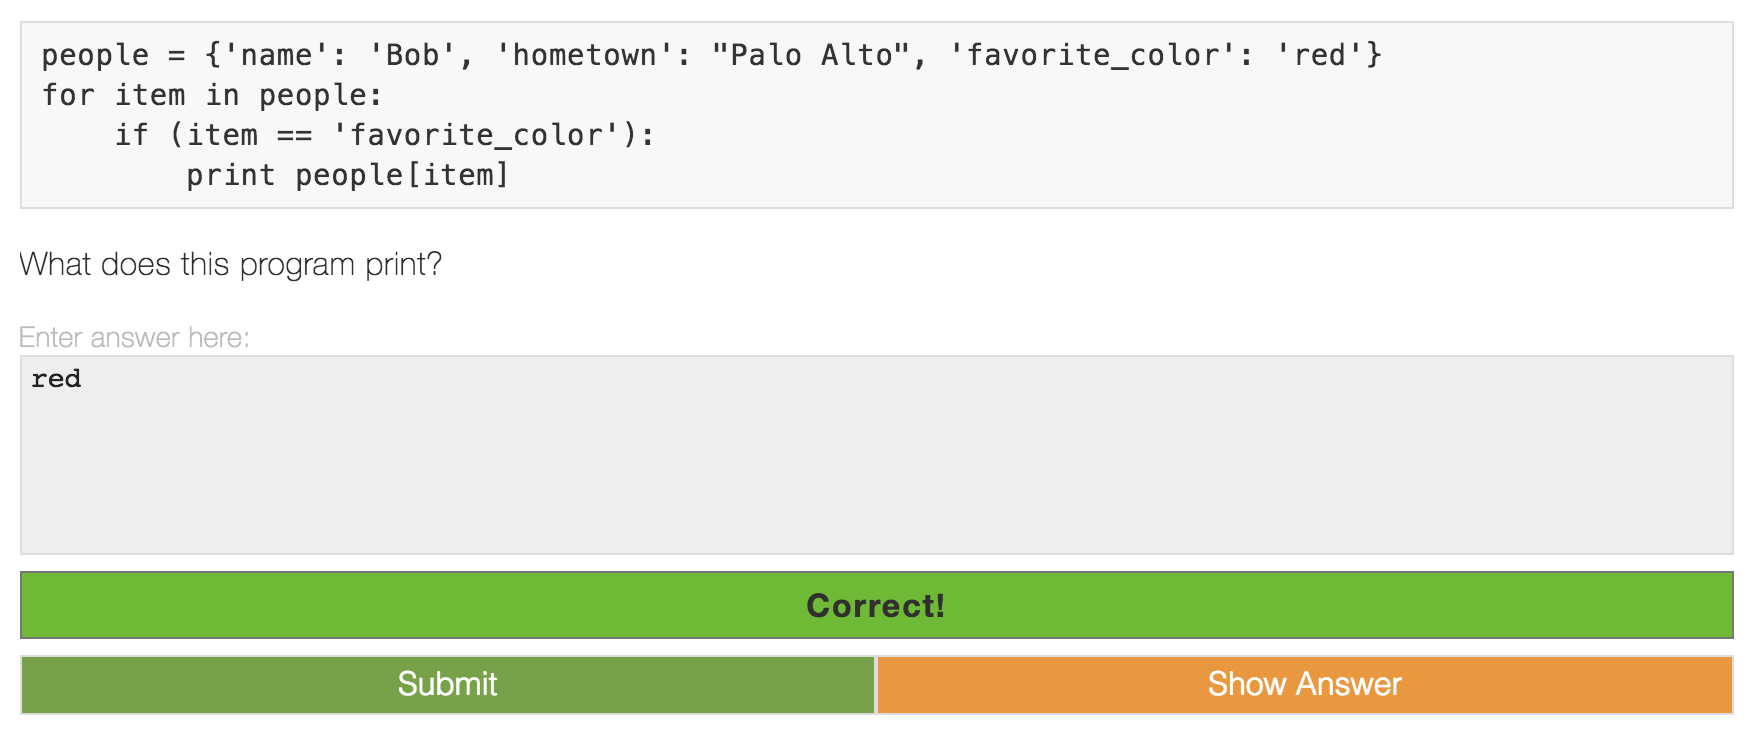 people = {'name': 'Bob', 'hometown': "Palo Alto", 'favorite_color': 'red'}
for item in people:
    if (item == 'favorite_color'):
        print people[item]
What does this program print?
Enter answer here:
red
Correct!
Submit
Show Answer